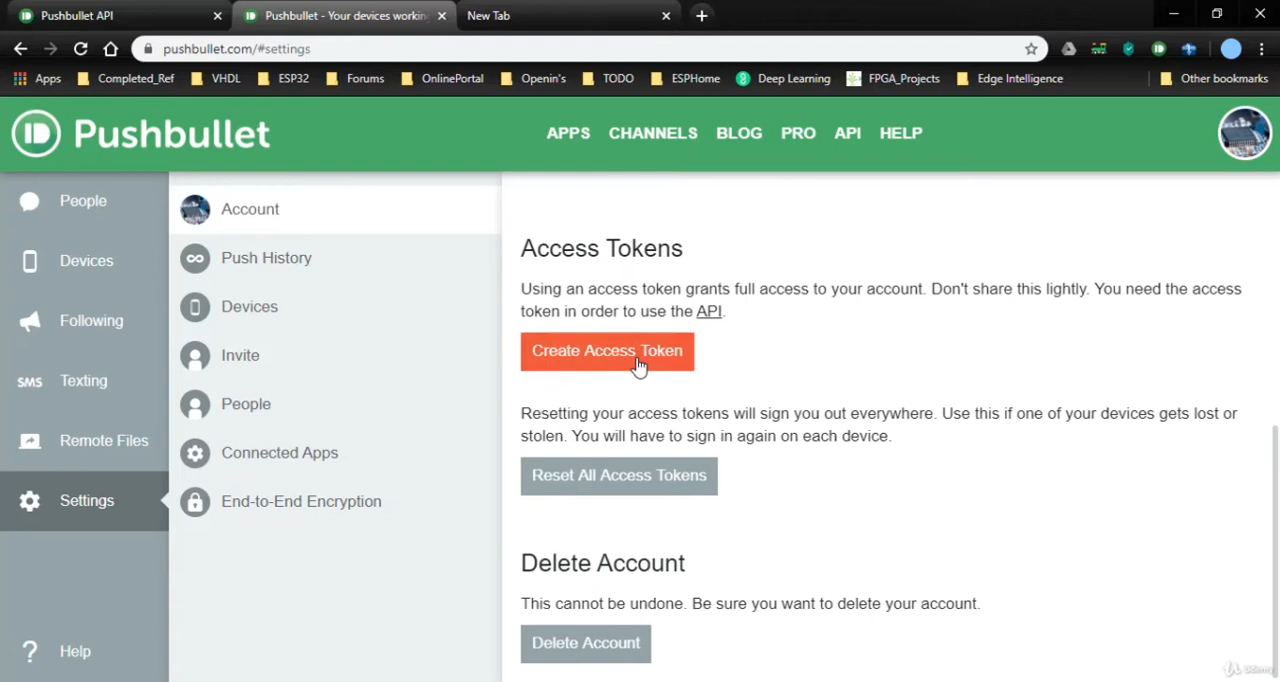 Pushbullet API
Pushbullet - Your devices workin
New Tab
pushbullet.com/#settings
Apps
Completed_Ref
VHDL
ESP32
Forums
OnlinePortal
Openin's
TODO
ESPHome
Deep Learning
FPGA_Projects
Edge Intelligence
Other bookmarks
Pushbullet
APPS
CHANNELS
BLOG
PRO
API
HELP
People
Devices
Following
SMS
Texting
Remote Files
Settings
Help
Account
Push History
Devices
Invite
People
Connected Apps
End-to-End Encryption
Access Tokens
Using an access token grants full access to your account. Don't share this lightly. You need the access
token in order to use the API.
Create Access Token
Resetting your access tokens will sign you out everywhere. Use this if one of your devices gets lost or
stolen. You will have to sign in again on each device.
Reset All Access Tokens
Delete Account
This cannot be undone. Be sure you want to delete your account.
Delete Account
Udemy